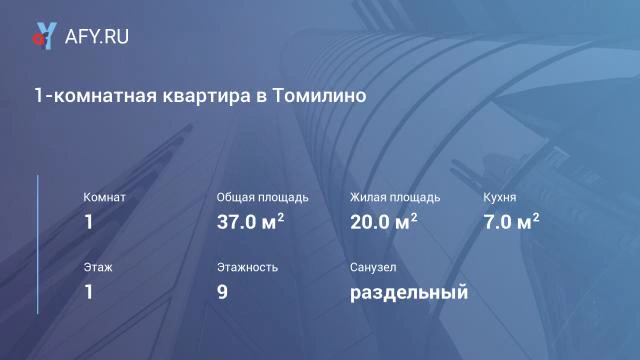 AFY.RU
1-комнатная квартира в Томилино
Комнат
1
Общая площадь
37.0 м²
Жилая площадь
20.0 м²
Кухня
7.0 м²
Этаж
1
Этажность
9
Санузел
раздельный